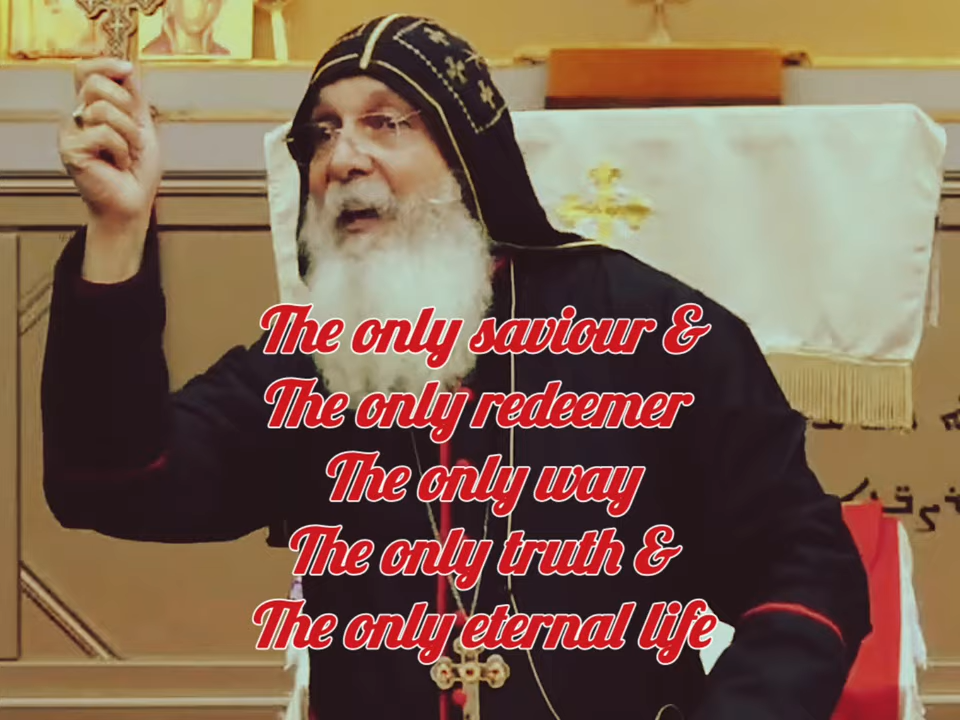 The only saviour &
The only redeemer
The only way
The only truth &
The only eternal life